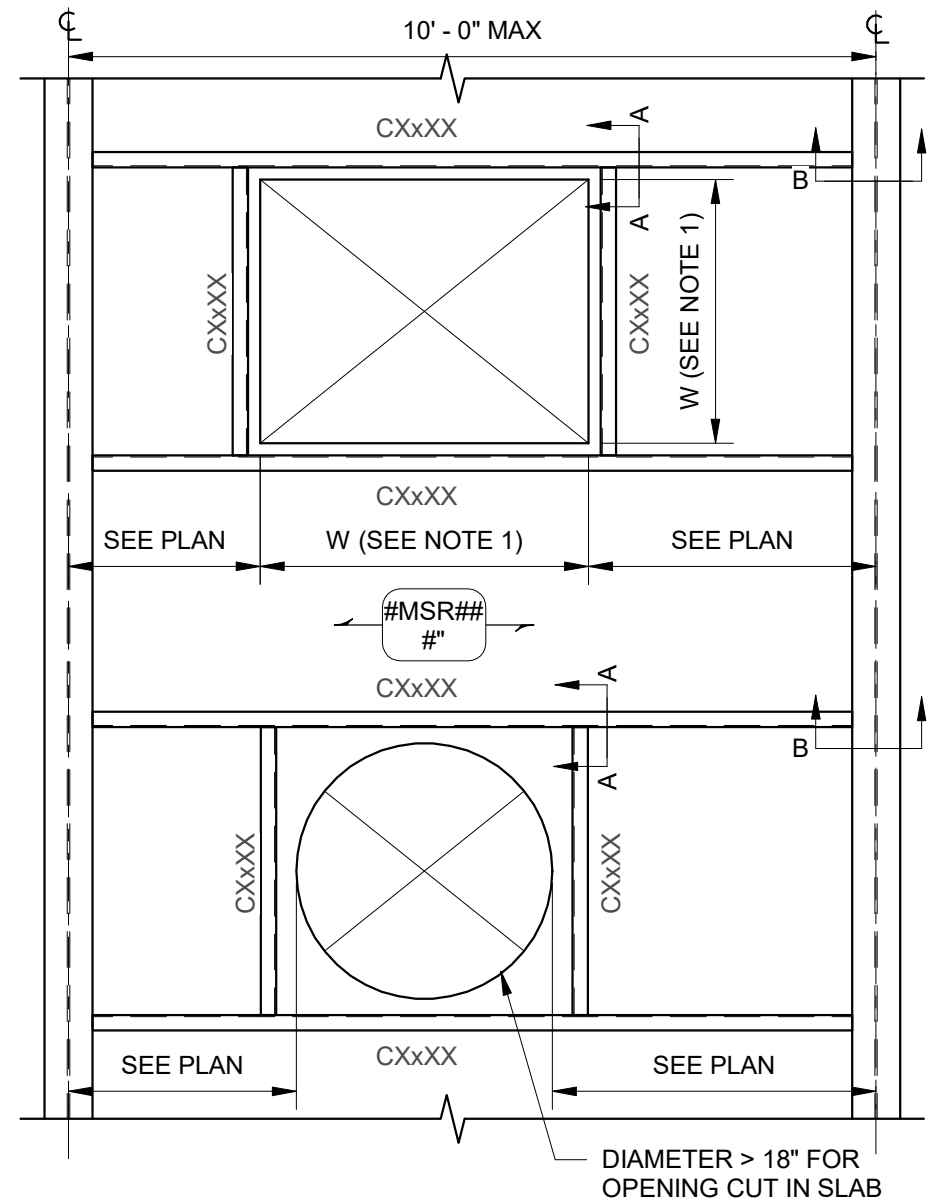 ℄
10' - 0" MAX
℄
CXxXX
A
B
A
CXxXX
CXxXX
W (SEE NOTE 1)
CXxXX
SEE PLAN
W (SEE NOTE 1)
SEE PLAN
#MSR##
#"
CXxXX
A
B
A
CXxXX
CXxXX
SEE PLAN
CXxXX
SEE PLAN
DIAMETER > 18" FOR
OPENING CUT IN SLAB